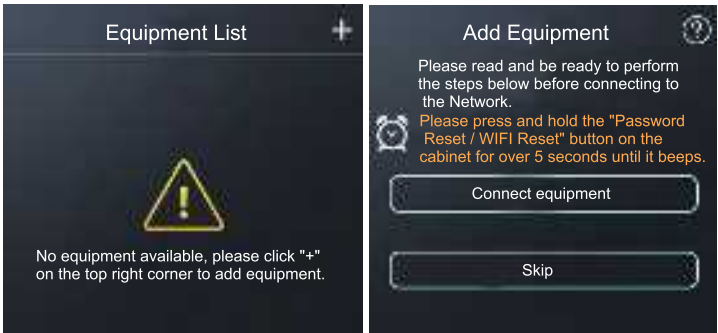 Equipment List
+
No equipment available, please click "+"
on the top right corner to add equipment.
Add Equipment
?
Please read and be ready to perform
the steps below before connecting to
the Network.
Please press and hold the "Password
Reset / WIFI Reset" button on the
cabinet for over 5 seconds until it beeps.
Connect equipment
Skip